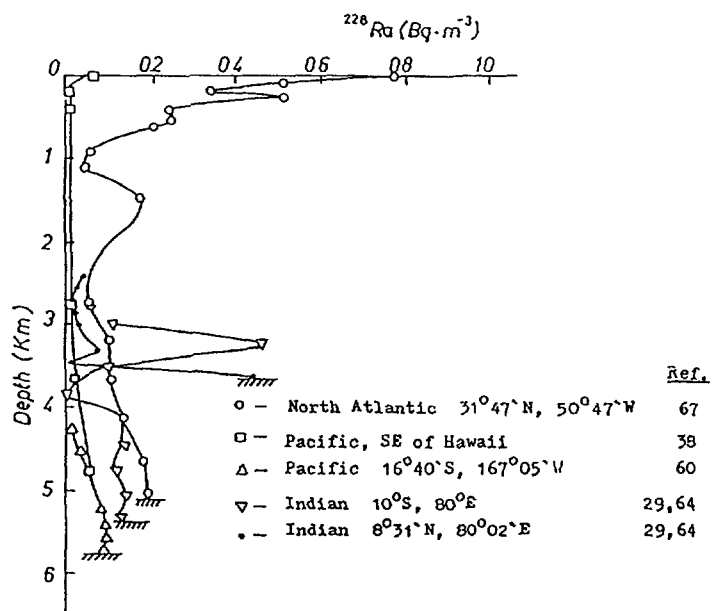 ²²⁸Ra (Bq·m⁻³)
0 02 04 06 08 10
1
2
3
4
5
6
Depth (Km)
Ref.
○ — North Atlantic 31°47`N, 50°47`W 67
□ — Pacific, SE of Hawaii 38
△ — Pacific 16°40`S, 167°05`W 60
▽ — Indian 10°S, 80°E 29,64
• — Indian 8°31`N, 80°02`E 29,64